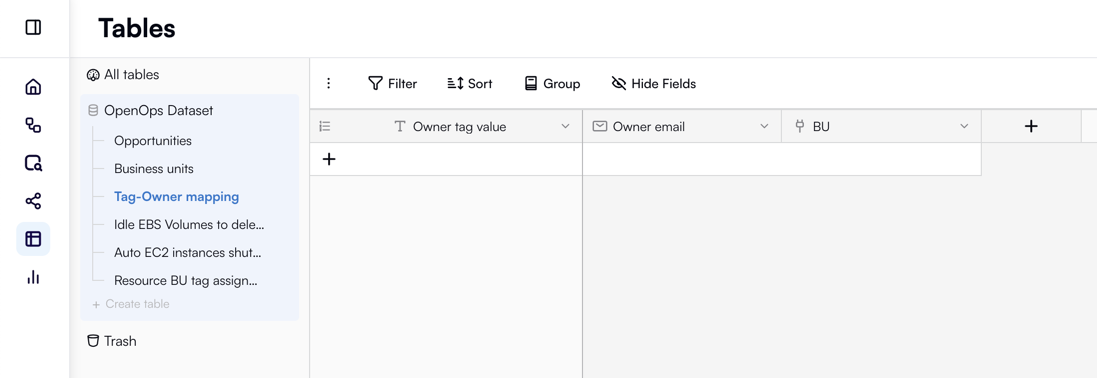 Tables
All tables
OpenOps Dataset
Opportunities
Business units
Tag-Owner mapping
Idle EBS Volumes to dele...
Auto EC2 instances shut...
Resource BU tag assign...
+ Create table
Trash
Filter Sort Group Hide Fields
Owner tag value Owner email BU +
+